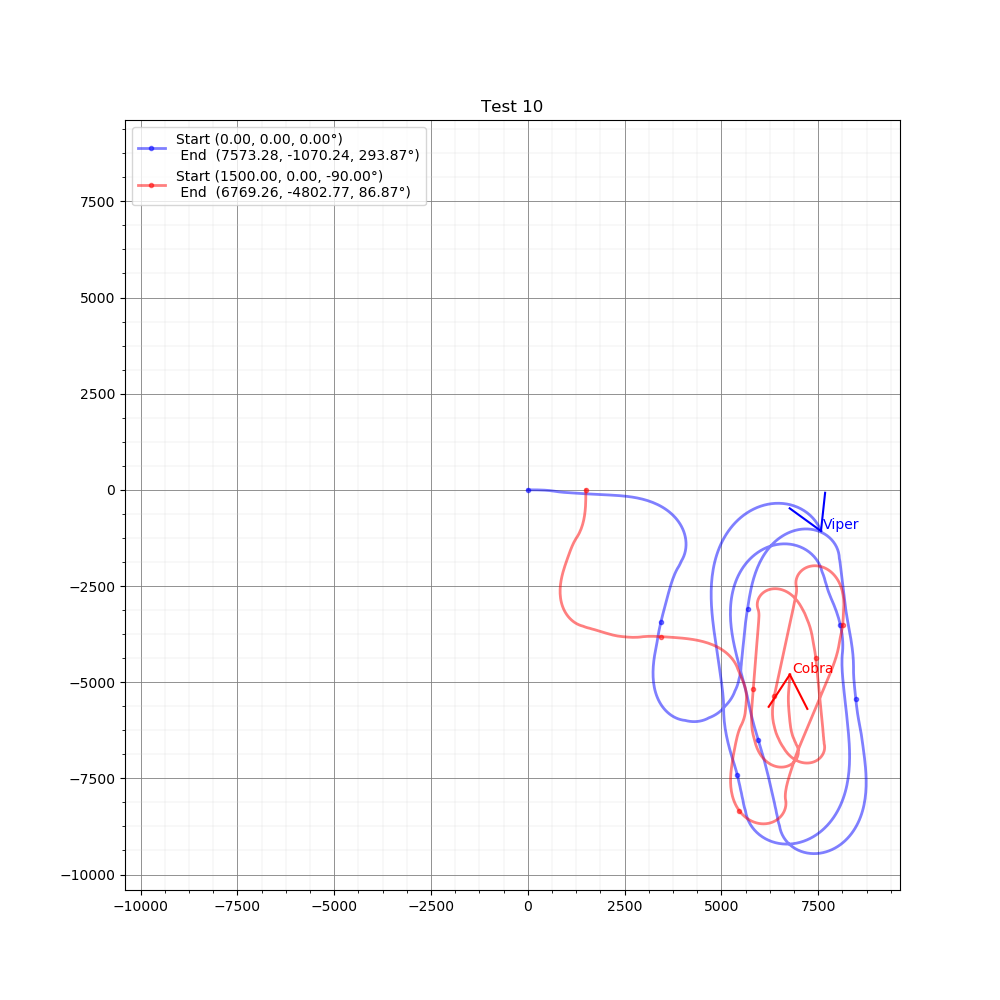 Test 10
Start (0.00, 0.00, 0.00°)
End  (7573.28, -1070.24, 293.87°)
Start (1500.00, 0.00, -90.00°)
End  (6769.26, -4802.77, 86.87°)
7500
5000
2500
0
−2500
−5000
−7500
−10000
Viper
Cobra
−10000 −7500 −5000 −2500 0 2500 5000 7500